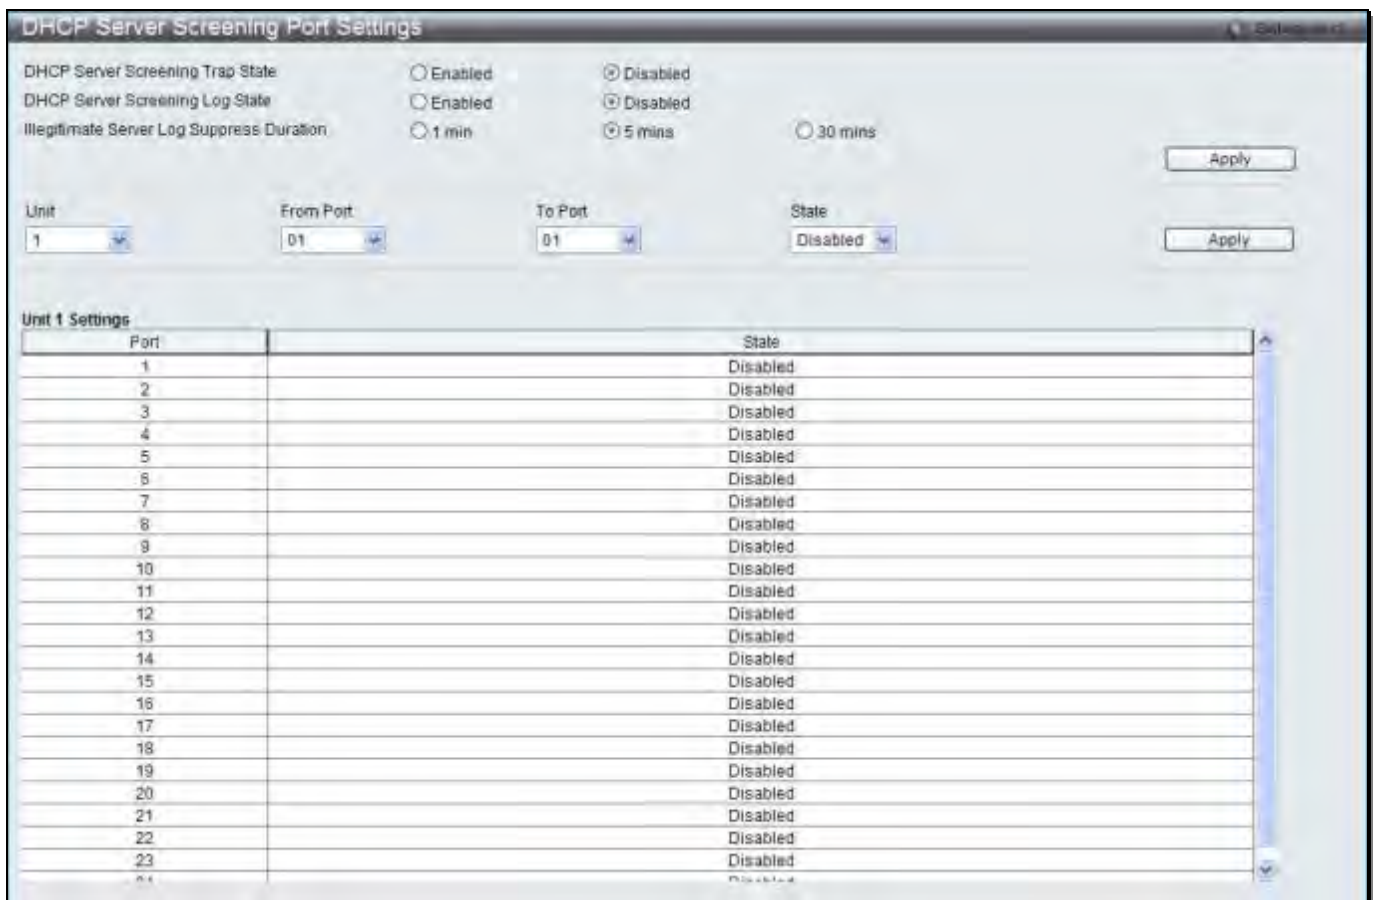 DHCP Server Screening Port Settings
DHCP Server Screening Trap State Enabled Disabled
DHCP Server Screening Log State Enabled Disabled
Illegitimate Server Log Suppress Duration 1 min 5 mins 30 mins
Apply
Unit From Port To Port State
1 01 01 Disabled Apply
Unit 1 Settings
Port State
1 Disabled
2 Disabled
3 Disabled
4 Disabled
5 Disabled
6 Disabled
7 Disabled
8 Disabled
9 Disabled
10 Disabled
11 Disabled
12 Disabled
13 Disabled
14 Disabled
15 Disabled
16 Disabled
17 Disabled
18 Disabled
19 Disabled
20 Disabled
21 Disabled
22 Disabled
23 Disabled